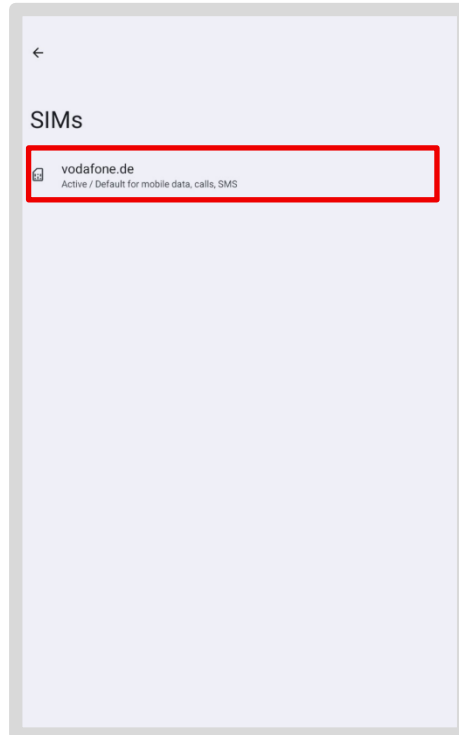 SIMs
vodafone.de
Active / Default for mobile data, calls, SMS